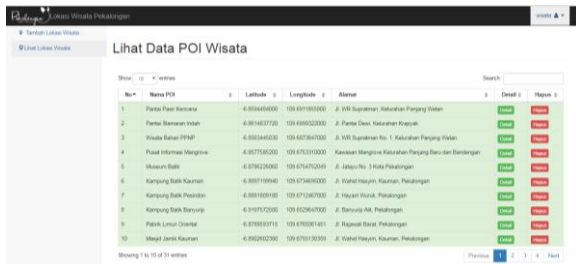 Pekalongan Lokasi Wisata Pekalongan wisata
Tambah Lokasi Wisata
Lihat Lokasi Wisata
Lihat Data POI Wisata
Show 10 entries Search:
No Nama POI Latitude Longitude Alamat Detail Hapus
1 Pantai Pasir Kencana Jl. WR Supratman, Kelurahan Panjang Wetan Detail Hapus
2 Pantai Slamaran Indah Jl. Pantai Dewi, Kelurahan Krapyak Detail Hapus
3 Wisata Bahari PPNP Jl. WR Supratman No. 1, Kelurahan Panjang Wetan Detail Hapus
4 Pusat Informasi Mangrove Kawasan Mangrove Kelurahan Panjang Baru dan Bandengan Detail Hapus
5 Museum Batik Jl. Jatayu No. 3 Kota Pekalongan Detail Hapus
6 Kampung Batik Kauman Jl. Wahid Hasyim, Kauman, Pekalongan Detail Hapus
7 Kampung Batik Pesindon Jl. Hayam Wuruk, Pekalongan Detail Hapus
8 Kampung Batik Banyurip Jl. Banyurip Alit, Pekalongan Detail Hapus
9 Pabrik Limun Oriental Jl. Rajawali Barat, Pekalongan Detail Hapus
10 Masjid Jamik Kauman Jl. Wahid Hasyim, Kauman, Pekalongan Detail Hapus
Showing 1 to 10 of 31 entries Previous 1 2 3 4 Next